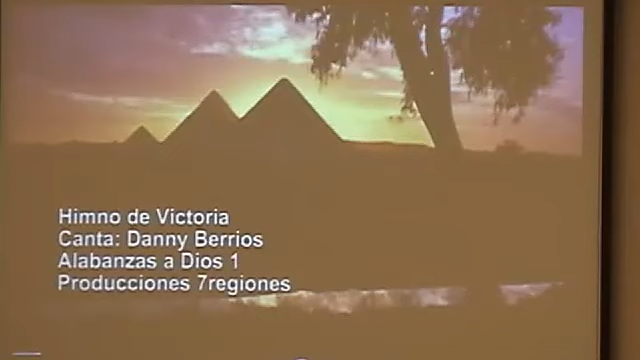 Himno de Victoria
Canta: Danny Berrios
Alabanzas a Dios 1
Producciones 7regiones